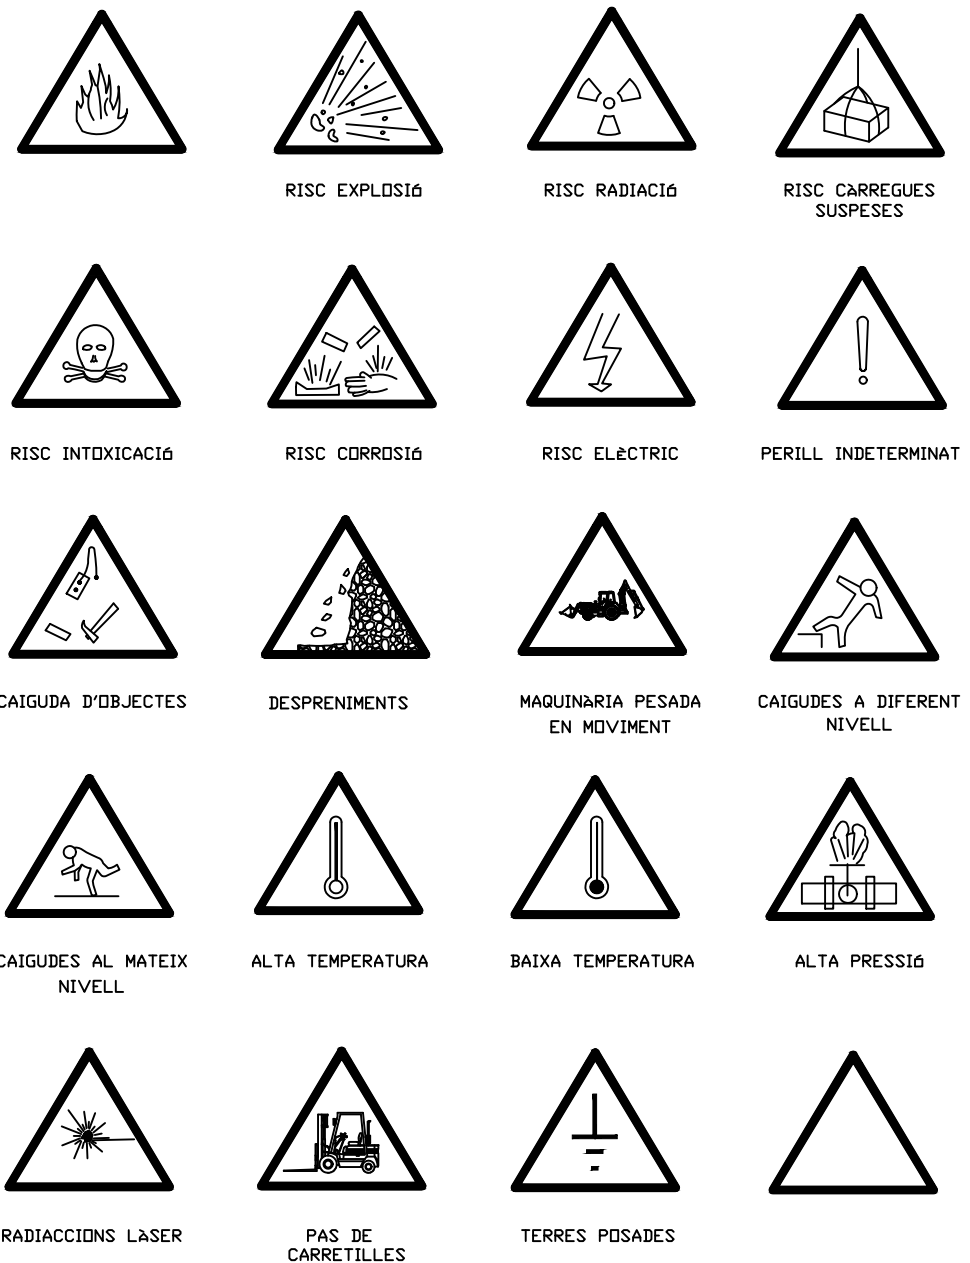 RISC EXPLOSIó
RISC RADIACIó
RISC CàRREGUES
SUSPESES
RISC INTOXICACIó
RISC CORROSIó
RISC ELèCTRIC
PERILL INDETERMINAT
CAIGUDA D'OBJECTES
DESPRENIMENTS
MAQUINàRIA PESADA
EN MOVIMENT
CAIGUDES A DIFERENT
NIVELL
CAIGUDES AL MATEIX
NIVELL
ALTA TEMPERATURA
BAIXA TEMPERATURA
ALTA PRESSIó
RADIACCIONS LàSER
PAS DE
CARRETILLES
TERRES POSADES